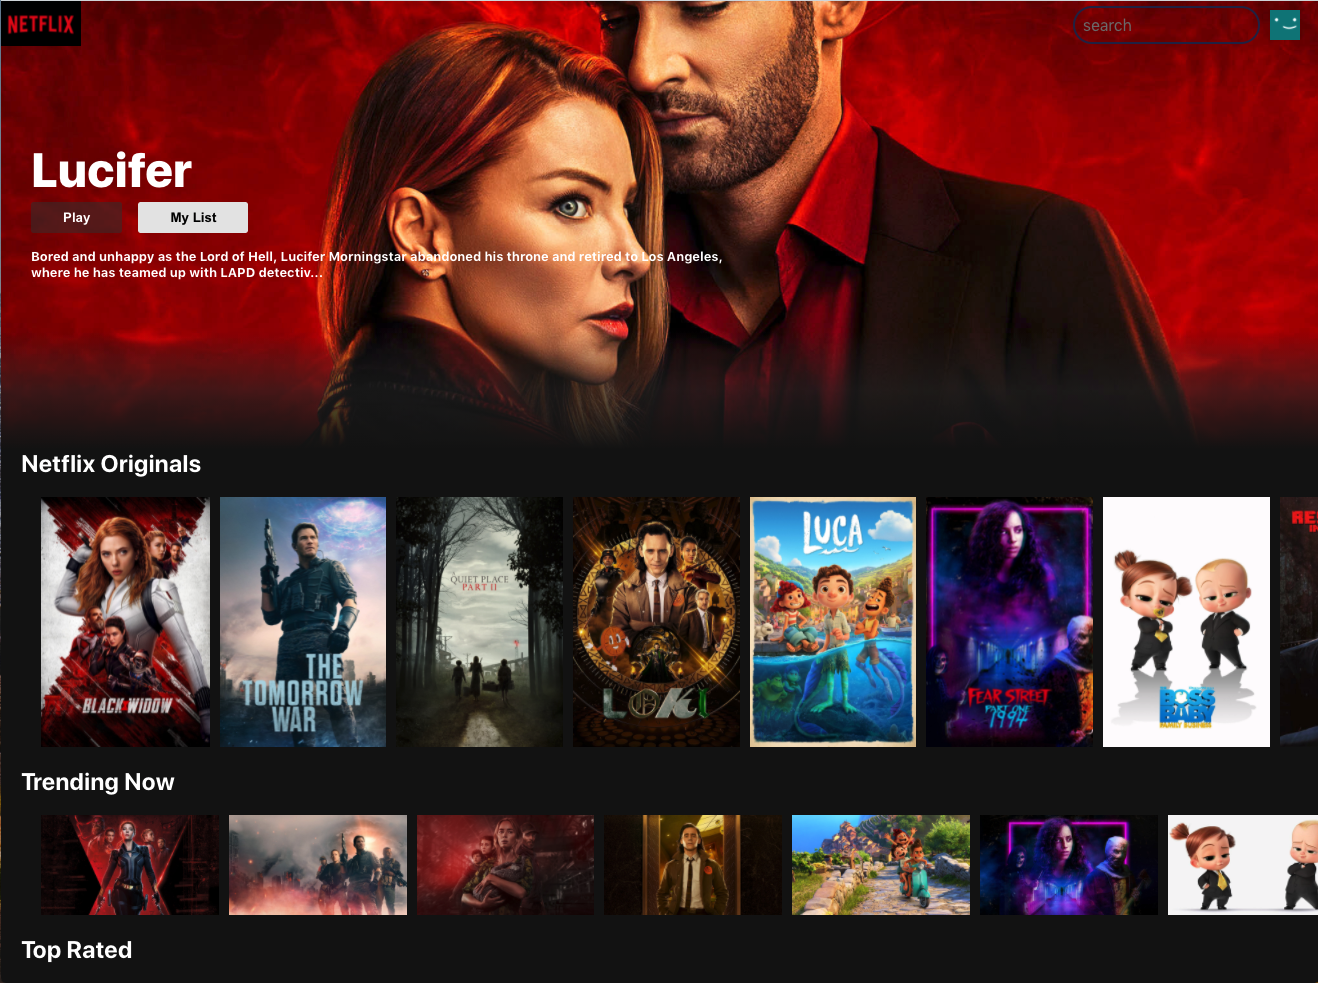 NETFLIX
search
Lucifer
Play
My List
Bored and unhappy as the Lord of Hell, Lucifer Morningstar abandoned his throne and retired to Los Angeles,
where he has teamed up with LAPD detectiv...
Netflix Originals
BLACK WIDOW
THE
TOMORROW
WAR
A
QUIET PLACE
PART II
LOKI
LUCA
FEAR STREET
PART ONE
1994
BOSS
BABY
FAMILY BUSINESS
RE
Trending Now
Top Rated